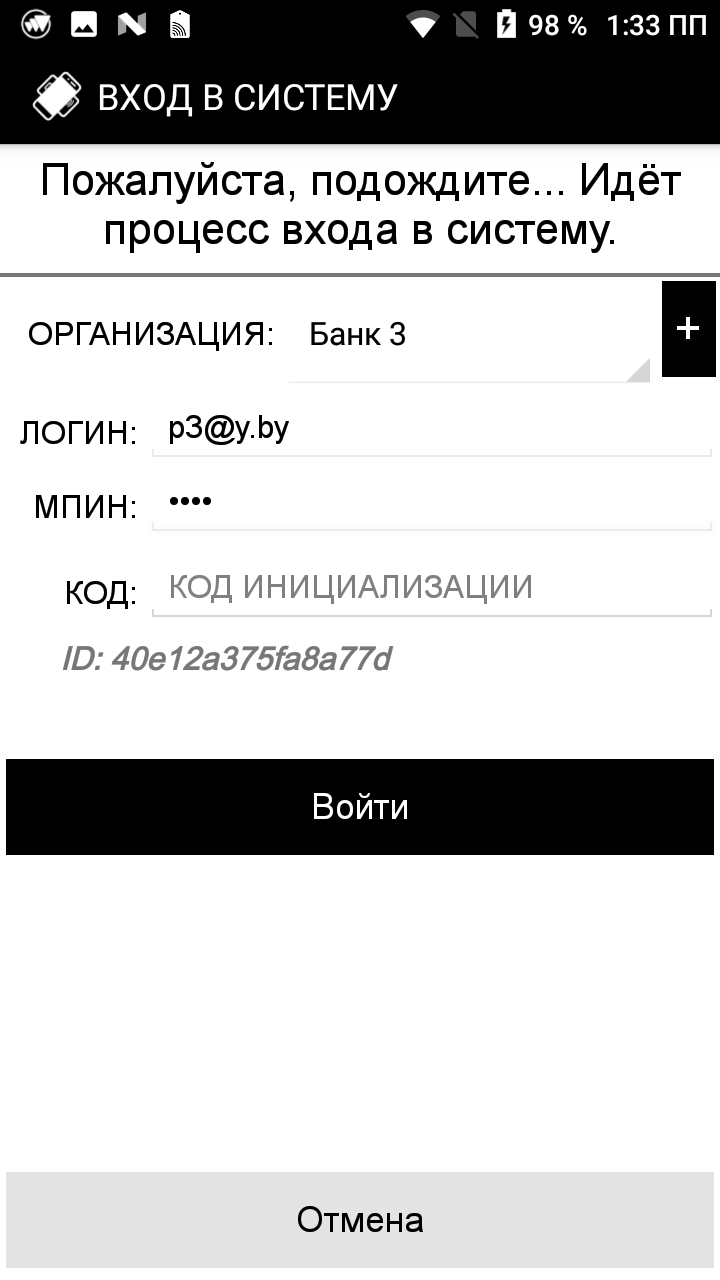 98 % 1:33 ПП
ВХОД В СИСТЕМУ
Пожалуйста, подождите... Идёт
процесс входа в систему.
ОРГАНИЗАЦИЯ: Банк 3 +
ЛОГИН: p3@y.by
МПИН: ••••
КОД: КОД ИНИЦИАЛИЗАЦИИ
ID: 40e12a375fa8a77d
Войти
Отмена